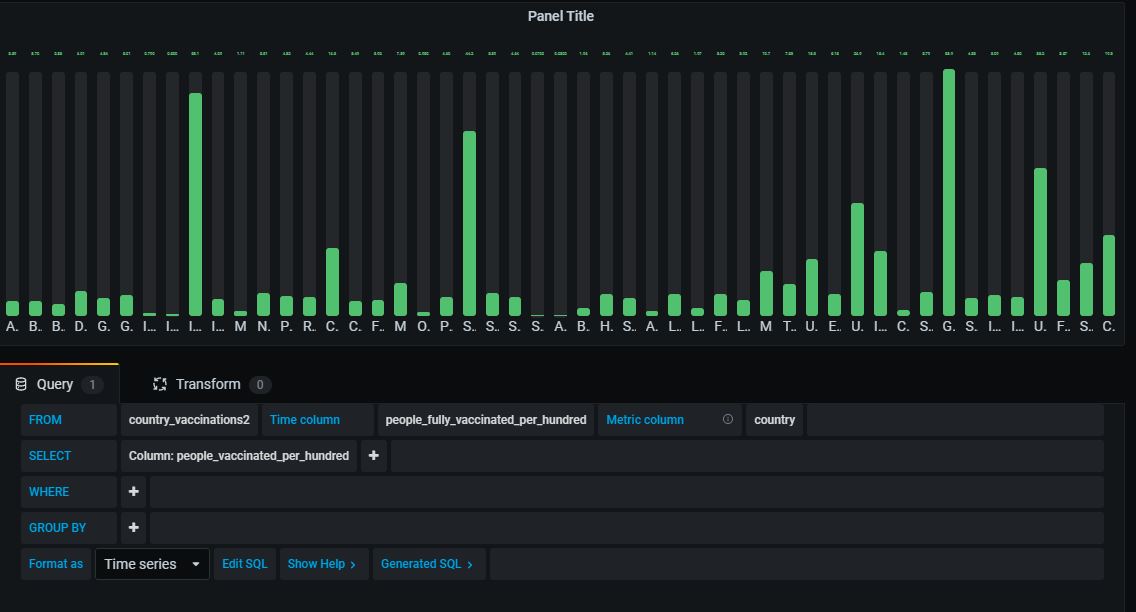 Panel Title
A. B.. B.. D. G. G. I... I... I... I... M N. P. R.. C. C. F.. M O. P. S.. S.. S. S. A. B. H. S.. A. L.. L.. F.. L.. M T.. U. E.. U. I... C. S.. G. S. I... I... U. F.. S.. C.
Query 1 Transform 0
FROM country_vaccinations2 Time column people_fully_vaccinated_per_hundred Metric column country
SELECT Column: people_vaccinated_per_hundred +
WHERE +
GROUP BY +
Format as Time series Edit SQL Show Help > Generated SQL >